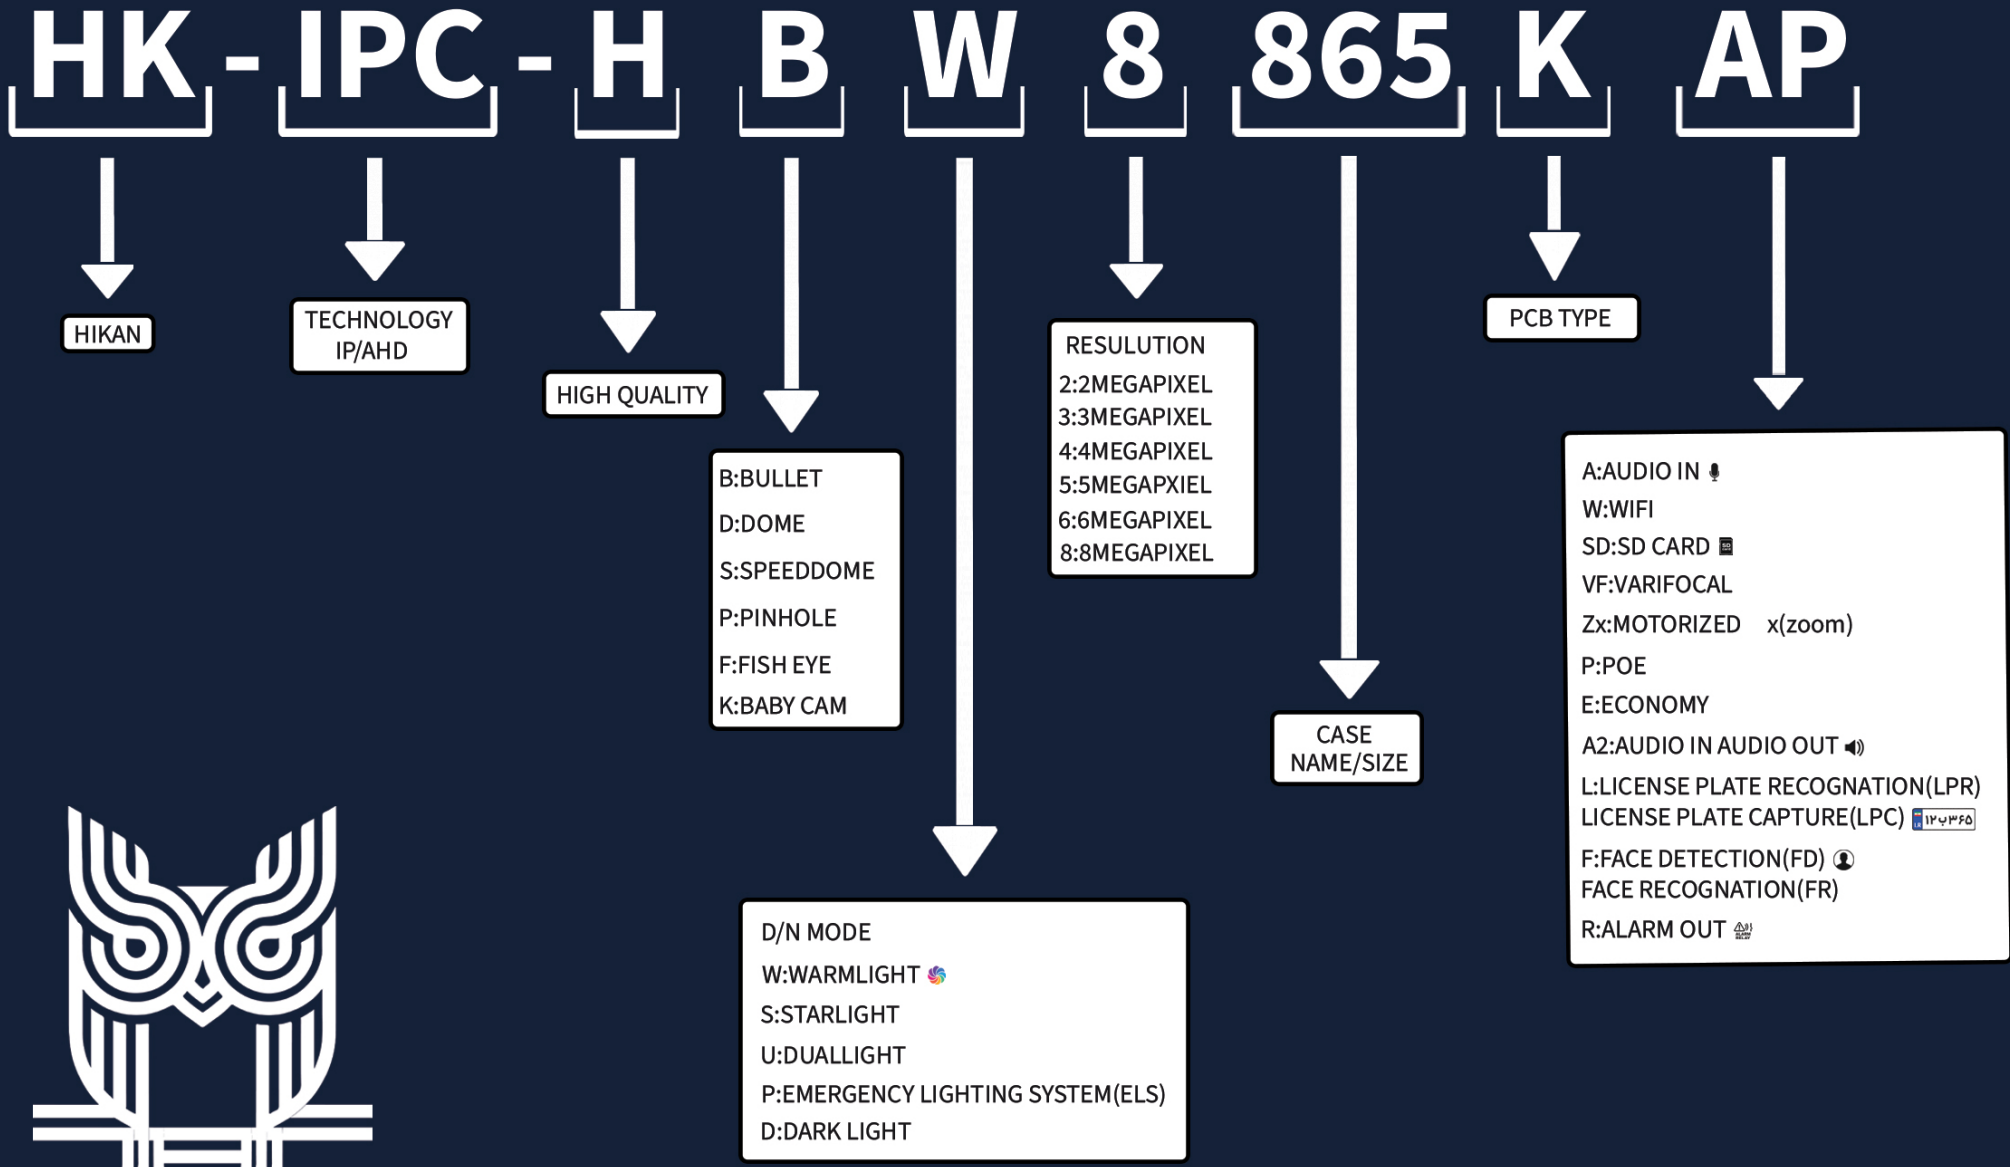 HK-IPC-H B W 8 865 K AP
HIKAN
TECHNOLOGY
IP/AHD
HIGH QUALITY
B:BULLET
D:DOME
S:SPEEDDOME
P:PINHOLE
F:FISH EYE
K:BABY CAM
D/N MODE
W:WARMLIGHT
S:STARLIGHT
U:DUALLIGHT
P:EMERGENCY LIGHTING SYSTEM(ELS)
D:DARK LIGHT
RESULUTION
2:2MEGAPIXEL
3:3MEGAPIXEL
4:4MEGAPIXEL
5:5MEGAPXIEL
6:6MEGAPIXEL
8:8MEGAPIXEL
CASE
NAME/SIZE
PCB TYPE
A:AUDIO IN
W:WIFI
SD:SD CARD
VF:VARIFOCAL
Zx:MOTORIZED x(zoom)
P:POE
E:ECONOMY
A2:AUDIO IN AUDIO OUT
L:LICENSE PLATE RECOGNATION(LPR)
LICENSE PLATE CAPTURE(LPC) ۱۲ب۳۶۵
F:FACE DETECTION(FD)
FACE RECOGNATION(FR)
R:ALARM OUT